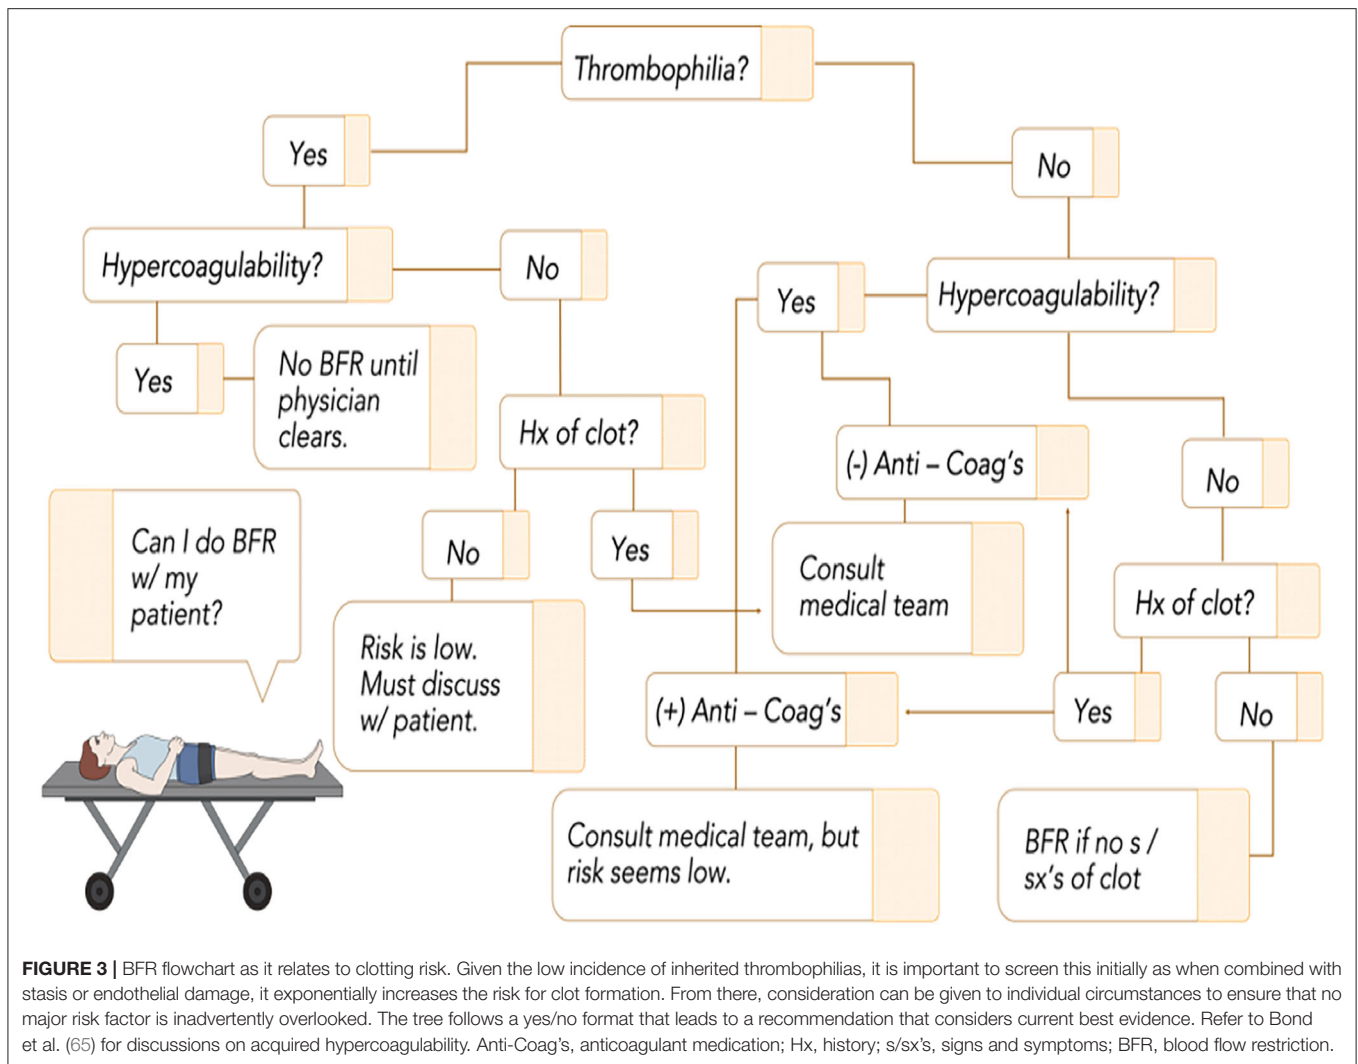 Thrombophilia?
Yes
No
Hypercoagulability?
No
Yes
Hypercoagulability?
Yes
No BFR until
physician
clears.
Hx of clot?
(-) Anti – Coag's
No
Can I do BFR
w/ my
patient?
No
Yes
Consult
medical team
Hx of clot?
Risk is low.
Must discuss
w/ patient.
(+) Anti – Coag's
Yes
No
Consult medical team, but
risk seems low.
BFR if no s /
sx's of clot
FIGURE 3 | BFR flowchart as it relates to clotting risk. Given the low incidence of inherited thrombophilias, it is important to screen this initially as when combined with
stasis or endothelial damage, it exponentially increases the risk for clot formation. From there, consideration can be given to individual circumstances to ensure that no
major risk factor is inadvertently overlooked. The tree follows a yes/no format that leads to a recommendation that considers current best evidence. Refer to Bond
et al. (65) for discussions on acquired hypercoagulability. Anti-Coag's, anticoagulant medication; Hx, history; s/sx's, signs and symptoms; BFR, blood flow restriction.